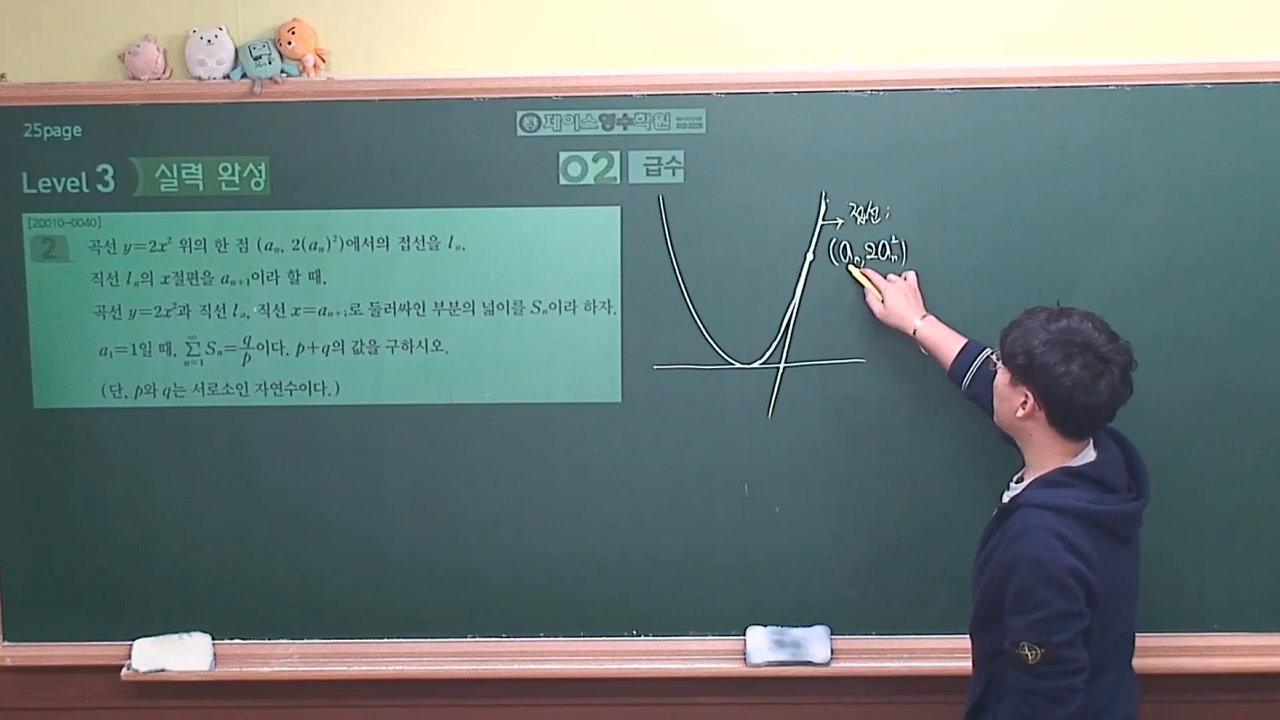 25page
제이스영수학원
Level 3 실력 완성
02 급수
[20010-0040]
2
곡선 y=2x² 위의 한 점 (aₙ, 2(aₙ)²)에서의 접선을 lₙ,
직선 lₙ의 x절편을 aₙ₊₁이라 할 때,
곡선 y=2x²과 직선 lₙ, 직선 x=aₙ₊₁로 둘러싸인 부분의 넓이를 Sₙ이라 하자.
a₁=1일 때, ∑ₙ₌₁^∞ Sₙ=q/p이다. p+q의 값을 구하시오.
(단, p와 q는 서로소인 자연수이다.)
접선;
(aₙ, 2aₙ²)